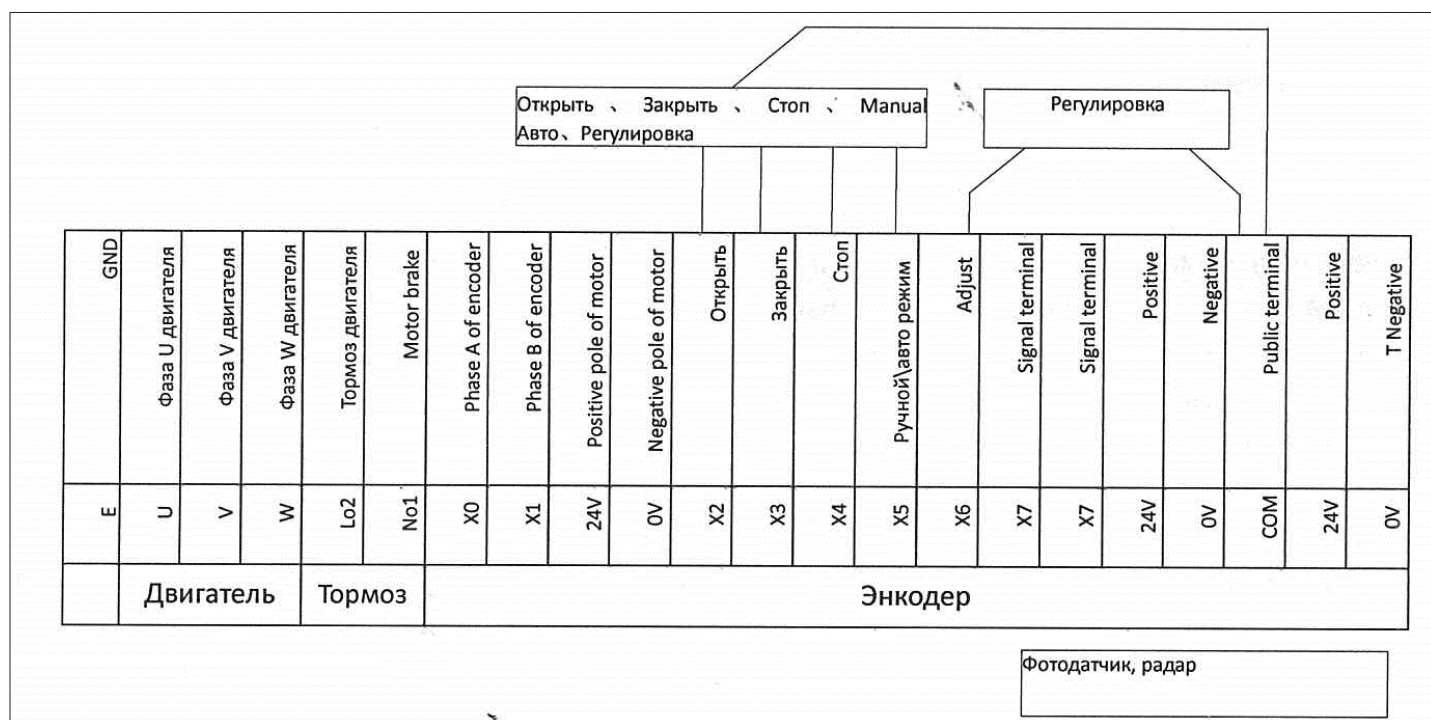 Открыть 、 Закрыть 、 Стоп 、 Manual
Авто、Регулировка
Регулировка
GND
Фаза U двигателя
Фаза V двигателя
Фаза W двигателя
Тормоз двигателя
Motor brake
Phase A of encoder
Phase B of encoder
Positive pole of motor
Negative pole of motor
Открыть
Закрыть
Стоп
Ручной\авто режим
Adjust
Signal terminal
Signal terminal
Positive
Negative
Public terminal
Positive
T Negative
E
U
V
W
Lo2
No1
X0
X1
24V
0V
X2
X3
X4
X5
X6
X7
X7
24V
0V
COM
24V
0V
Двигатель
Тормоз
Энкодер
Фотодатчик, радар